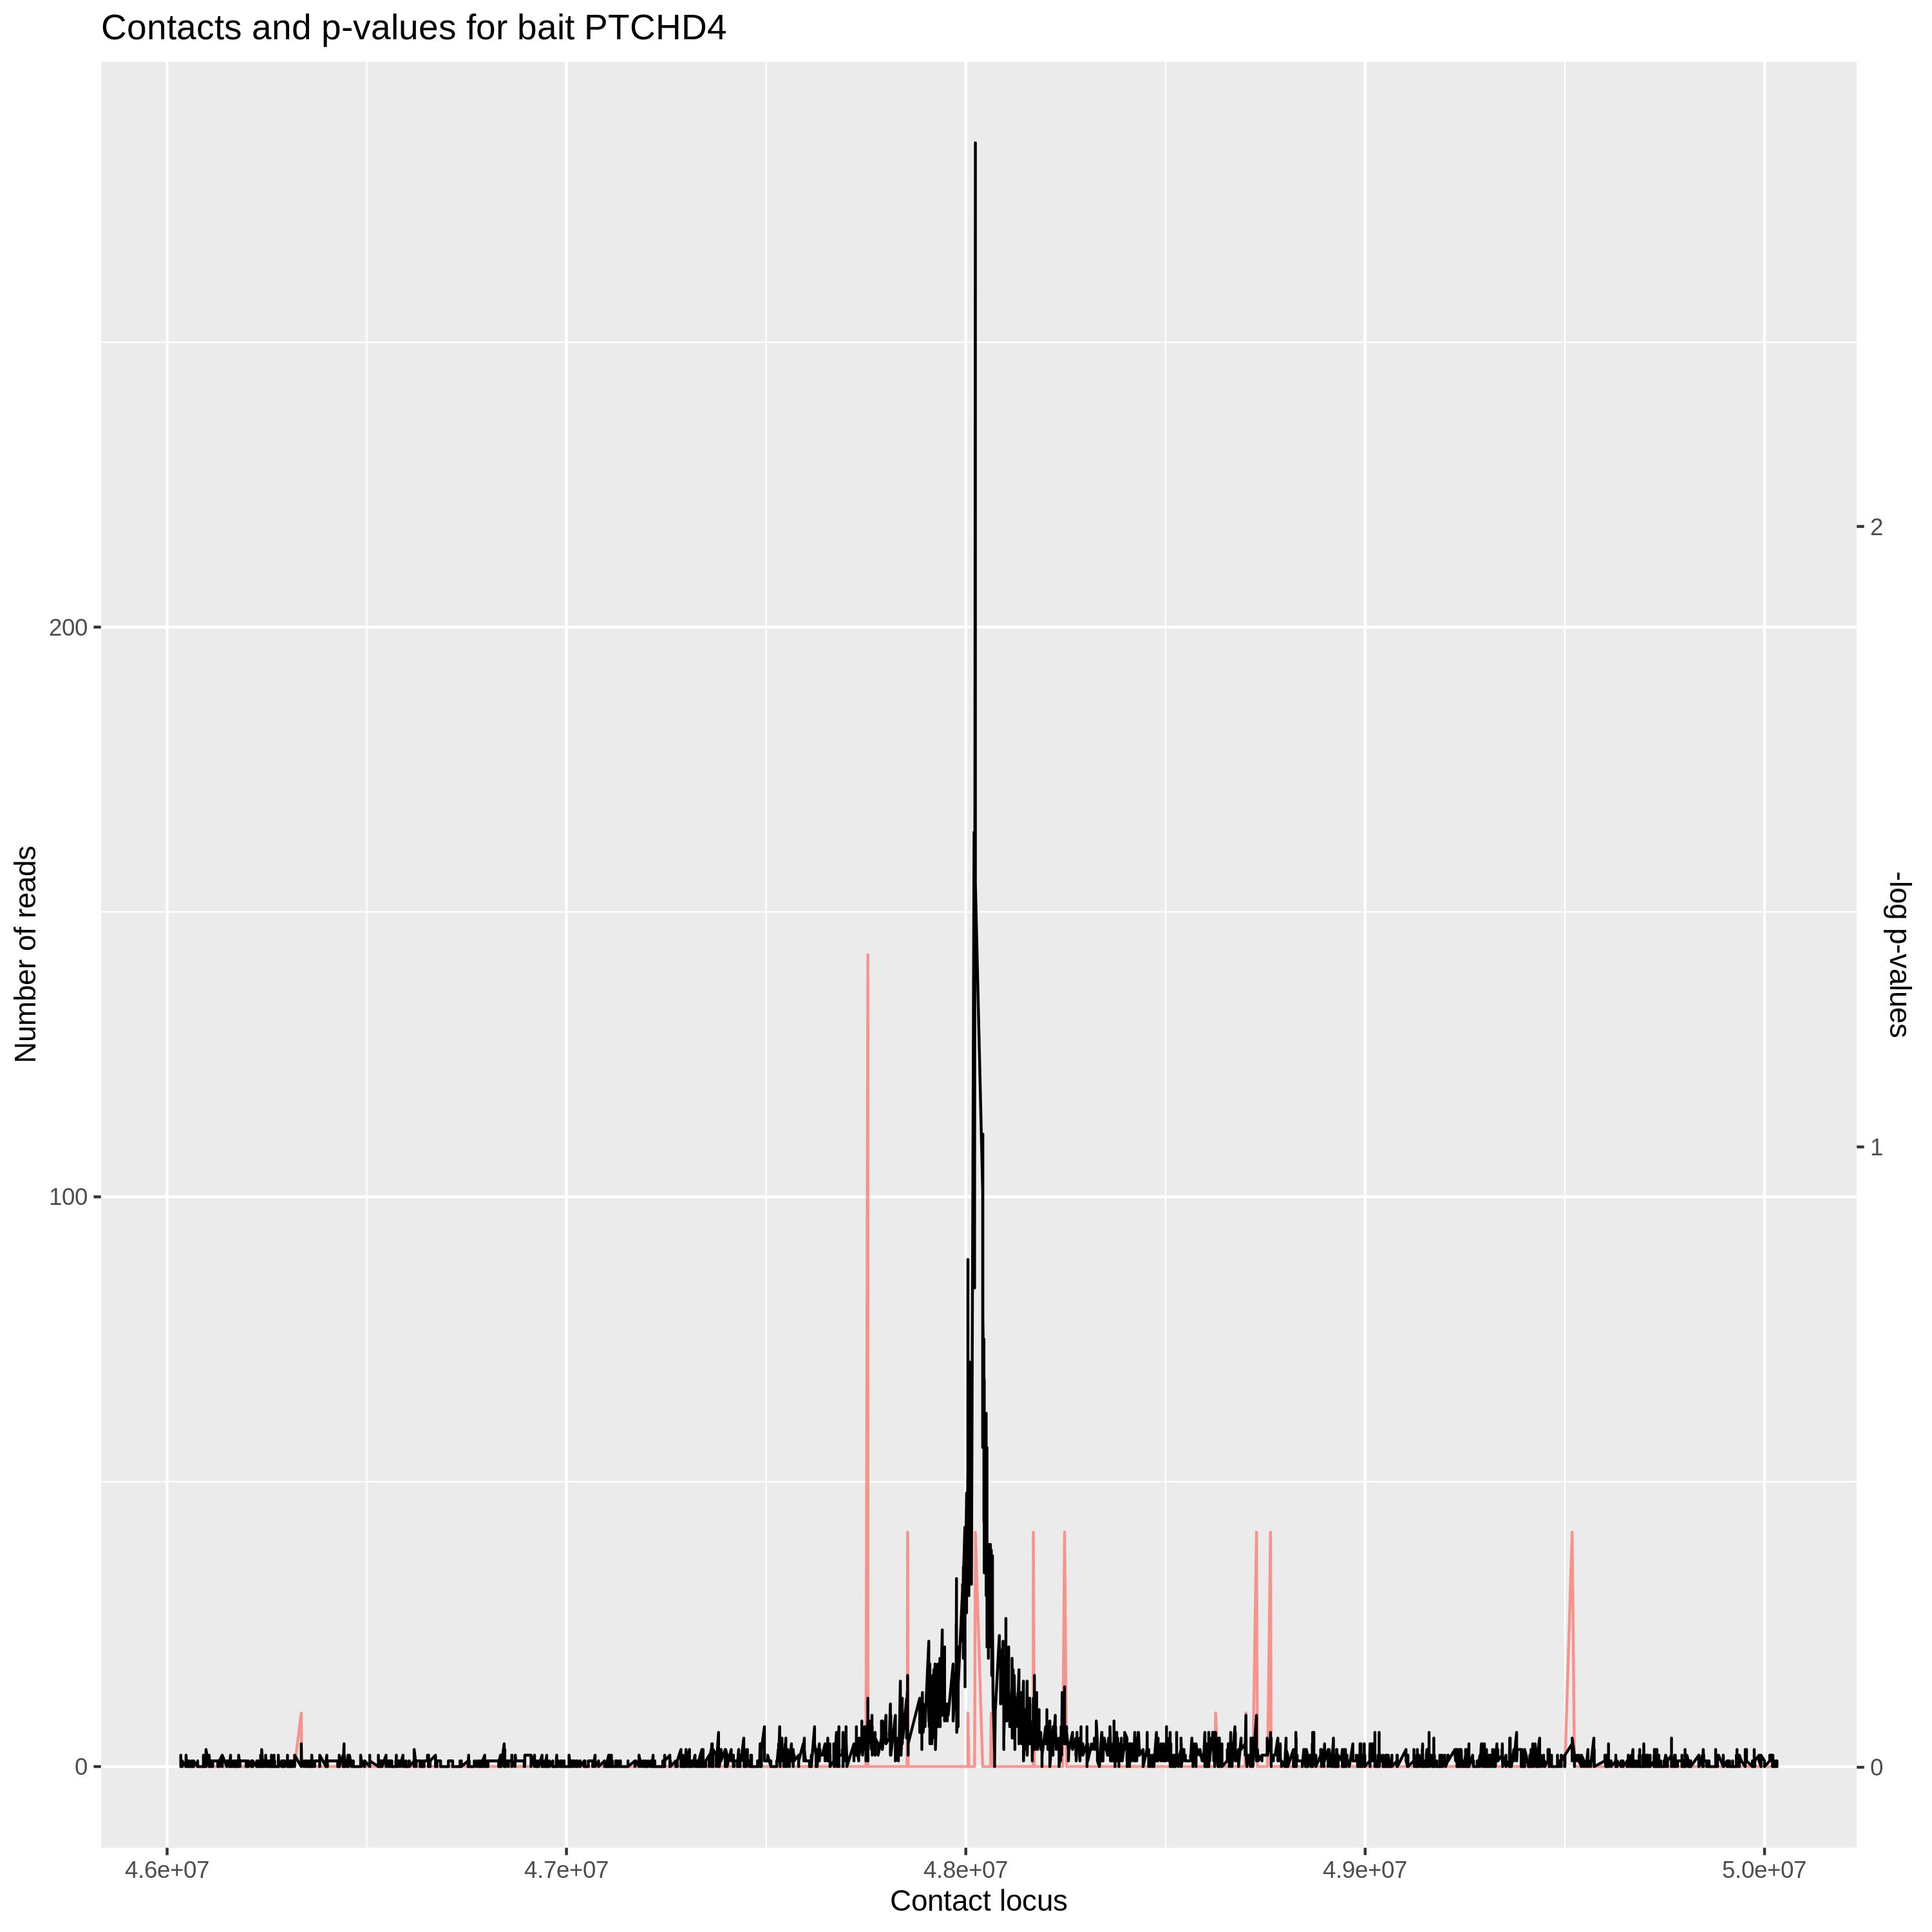 Contacts and p-values for bait PTCHD4
Number of reads
200
100
0
2
1
0
-log p-values
4.6e+07
4.7e+07
4.8e+07
4.9e+07
5.0e+07
Contact locus